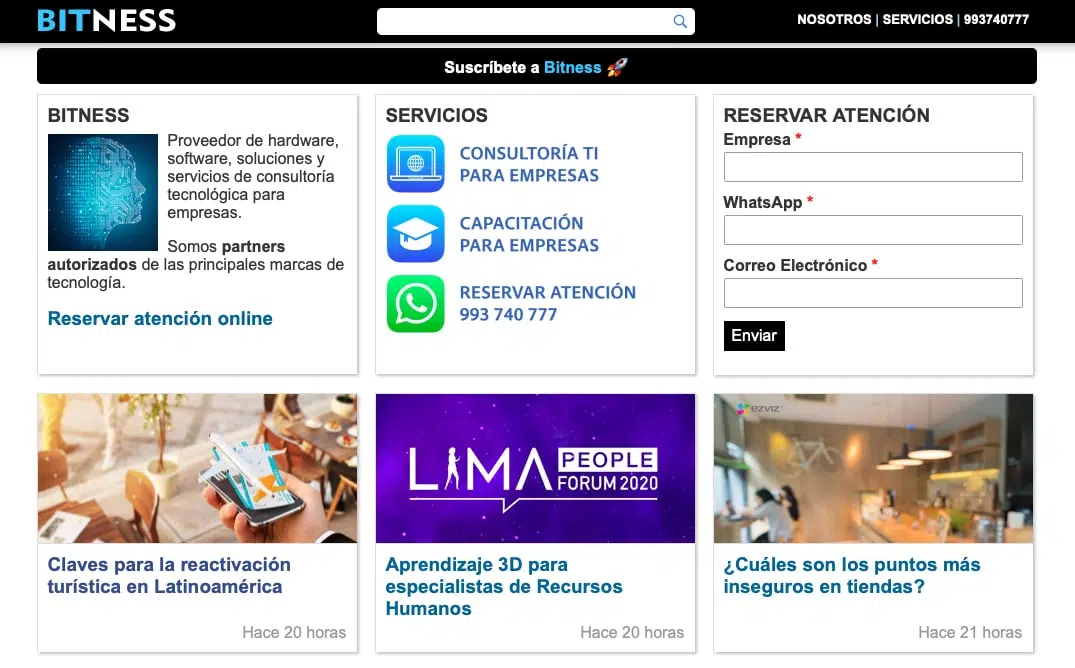 BITNESS
NOSOTROS | SERVICIOS | 993740777
Suscríbete a Bitness 🚀
BITNESS
Proveedor de hardware,
software, soluciones y
servicios de consultoría
tecnológica para
empresas.
Somos partners
autorizados de las principales marcas de
tecnología.
Reservar atención online
SERVICIOS
CONSULTORÍA TI
PARA EMPRESAS
CAPACITACIÓN
PARA EMPRESAS
RESERVAR ATENCIÓN
993 740 777
RESERVAR ATENCIÓN
Empresa *
WhatsApp *
Correo Electrónico *
Enviar
Claves para la reactivación
turística en Latinoamérica
Hace 20 horas
LIMA PEOPLE
FORUM 2020
Aprendizaje 3D para
especialistas de Recursos
Humanos
Hace 20 horas
ezviz
¿Cuáles son los puntos más
inseguros en tiendas?
Hace 21 horas